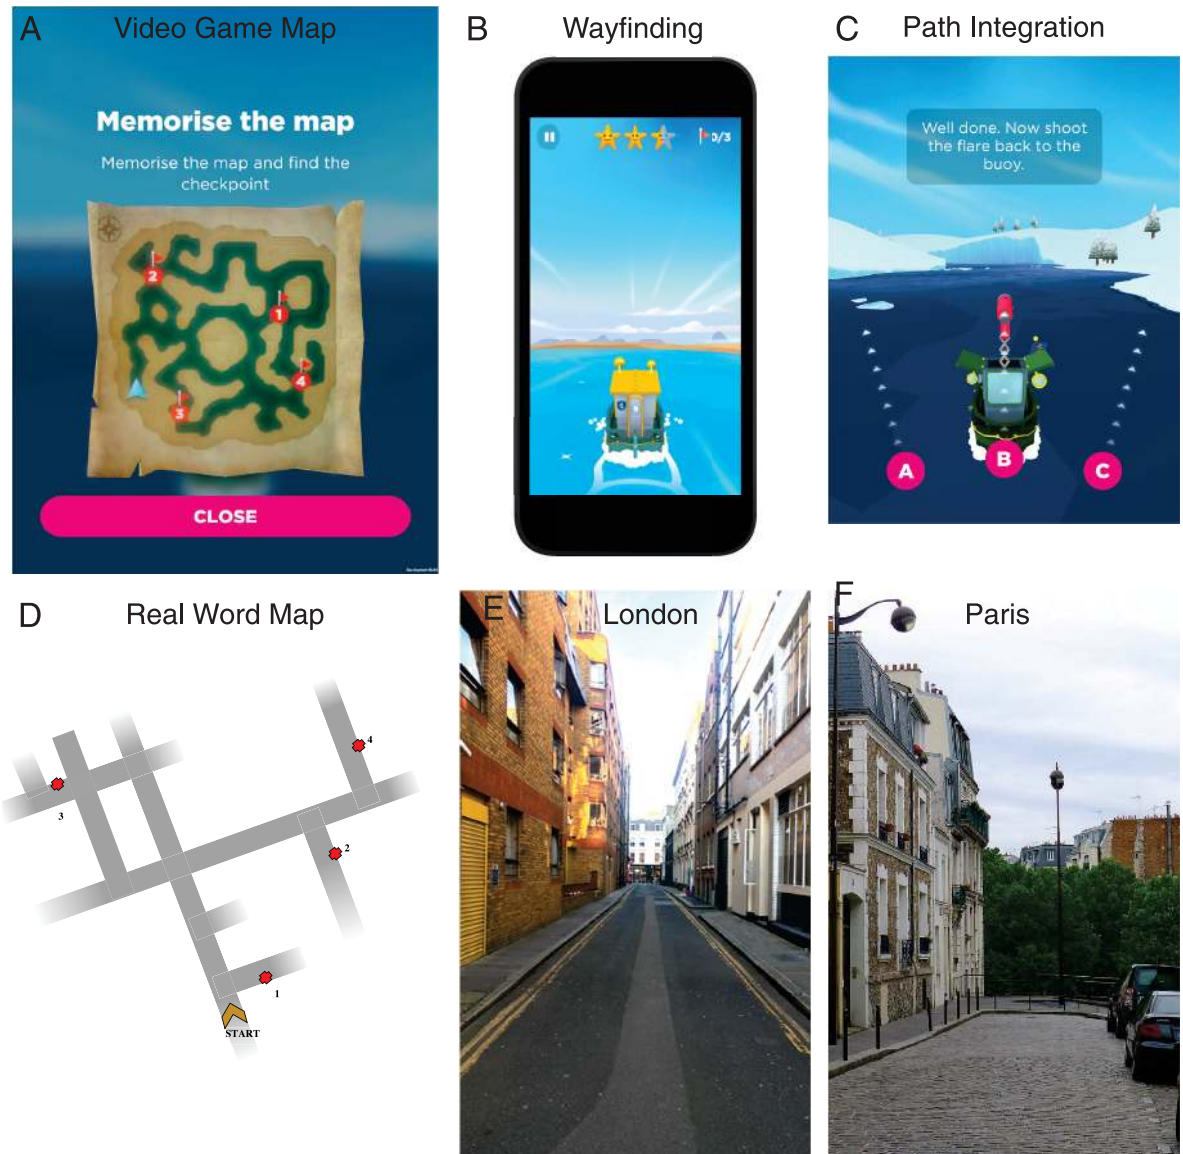 A Video Game Map
Memorise the map
Memorise the map and find the
checkpoint
2
1
4
3
CLOSE
B Wayfinding
0/3
C Path Integration
Well done. Now shoot
the flare back to the
buoy.
A
B
C
D Real Word Map
4
3
2
1
START
E London
F Paris